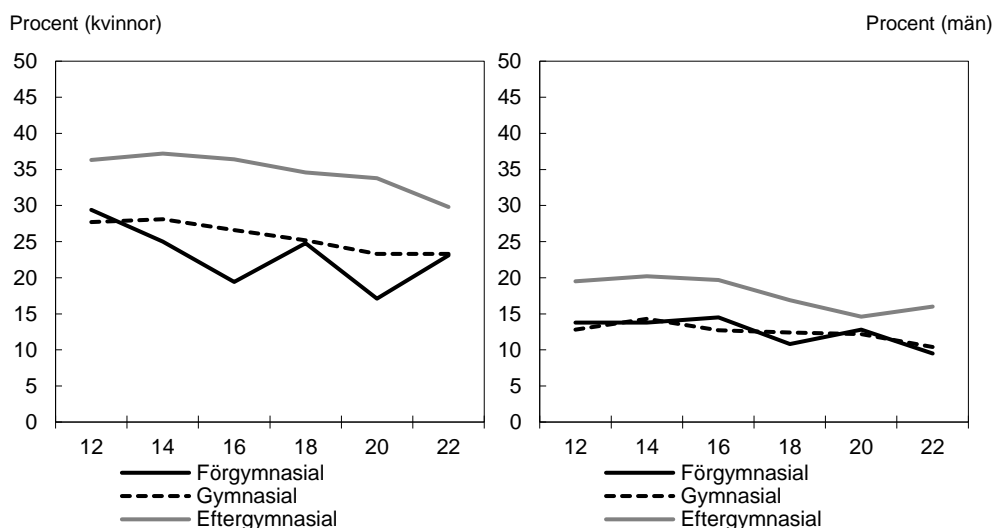 Procent (kvinnor)
50
45
40
35
30
25
20
15
10
5
0
12 14 16 18 20 22
Förgymnasial
Gymnasial
Eftergymnasial
Procent (män)
50
45
40
35
30
25
20
15
10
5
0
12 14 16 18 20 22
Förgymnasial
Gymnasial
Eftergymnasial